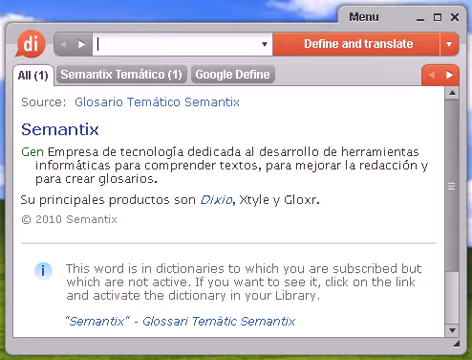 Menu
di
Define and translate
All (1)
Semantix Temático (1)
Google Define
Source: Glosario Temático Semantix
Semantix
Gen Empresa de tecnología dedicada al desarrollo de herramientas
informáticas para comprender textos, para mejorar la redacción y
para crear glosarios.
Su principales productos son Dixio, Xtyle y Gloxr.
© 2010 Semantix
i
This word is in dictionaries to which you are subscribed but
which are not active. If you want to see it, click on the link
and activate the dictionary in your Library.
"Semantix" - Glossari Temàtic Semantix